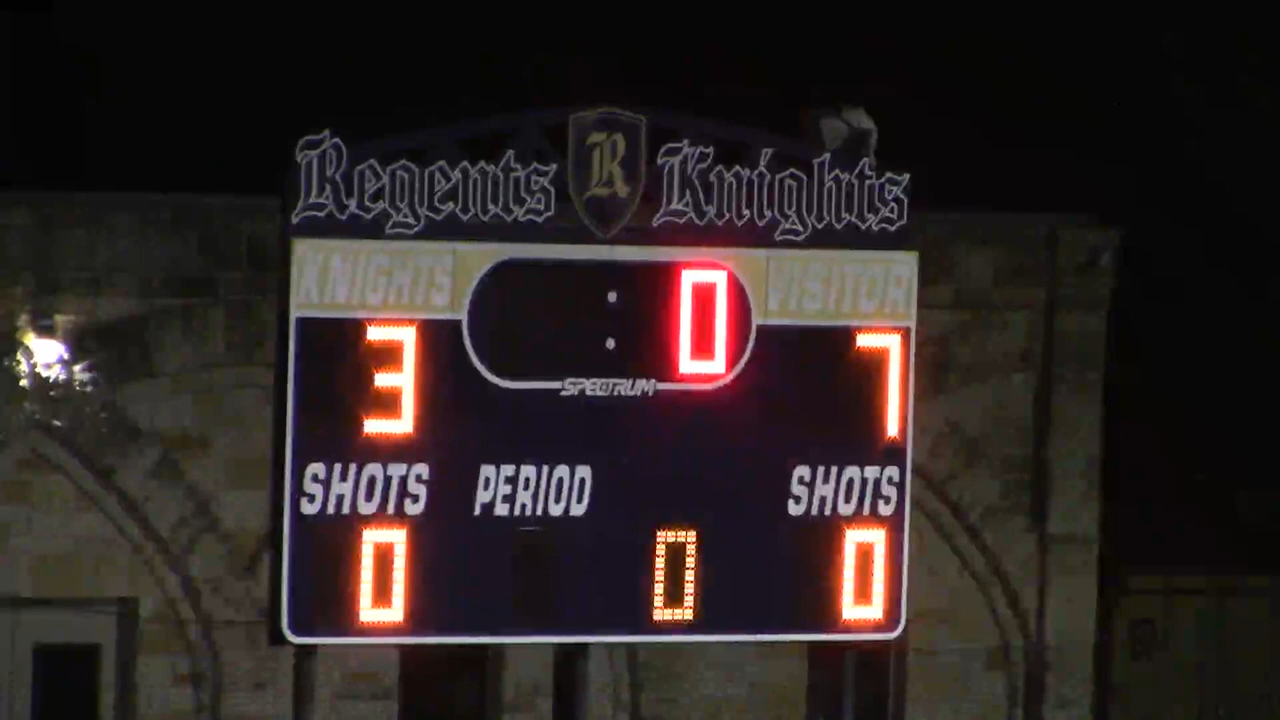 Regents R Knights
KNIGHTS : 0 VISITOR
3 7
SPECTRUM
SHOTS PERIOD SHOTS
0 0 0